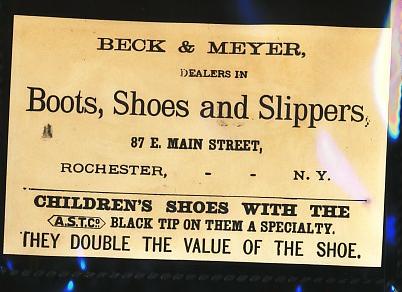 BECK & MEYER,
DEALERS IN
Boots, Shoes and Slippers,
87 E. MAIN STREET,
ROCHESTER, - - N. Y.
CHILDREN'S SHOES WITH THE
A.S.T.Co BLACK TIP ON THEM A SPECIALTY.
THEY DOUBLE THE VALUE OF THE SHOE.